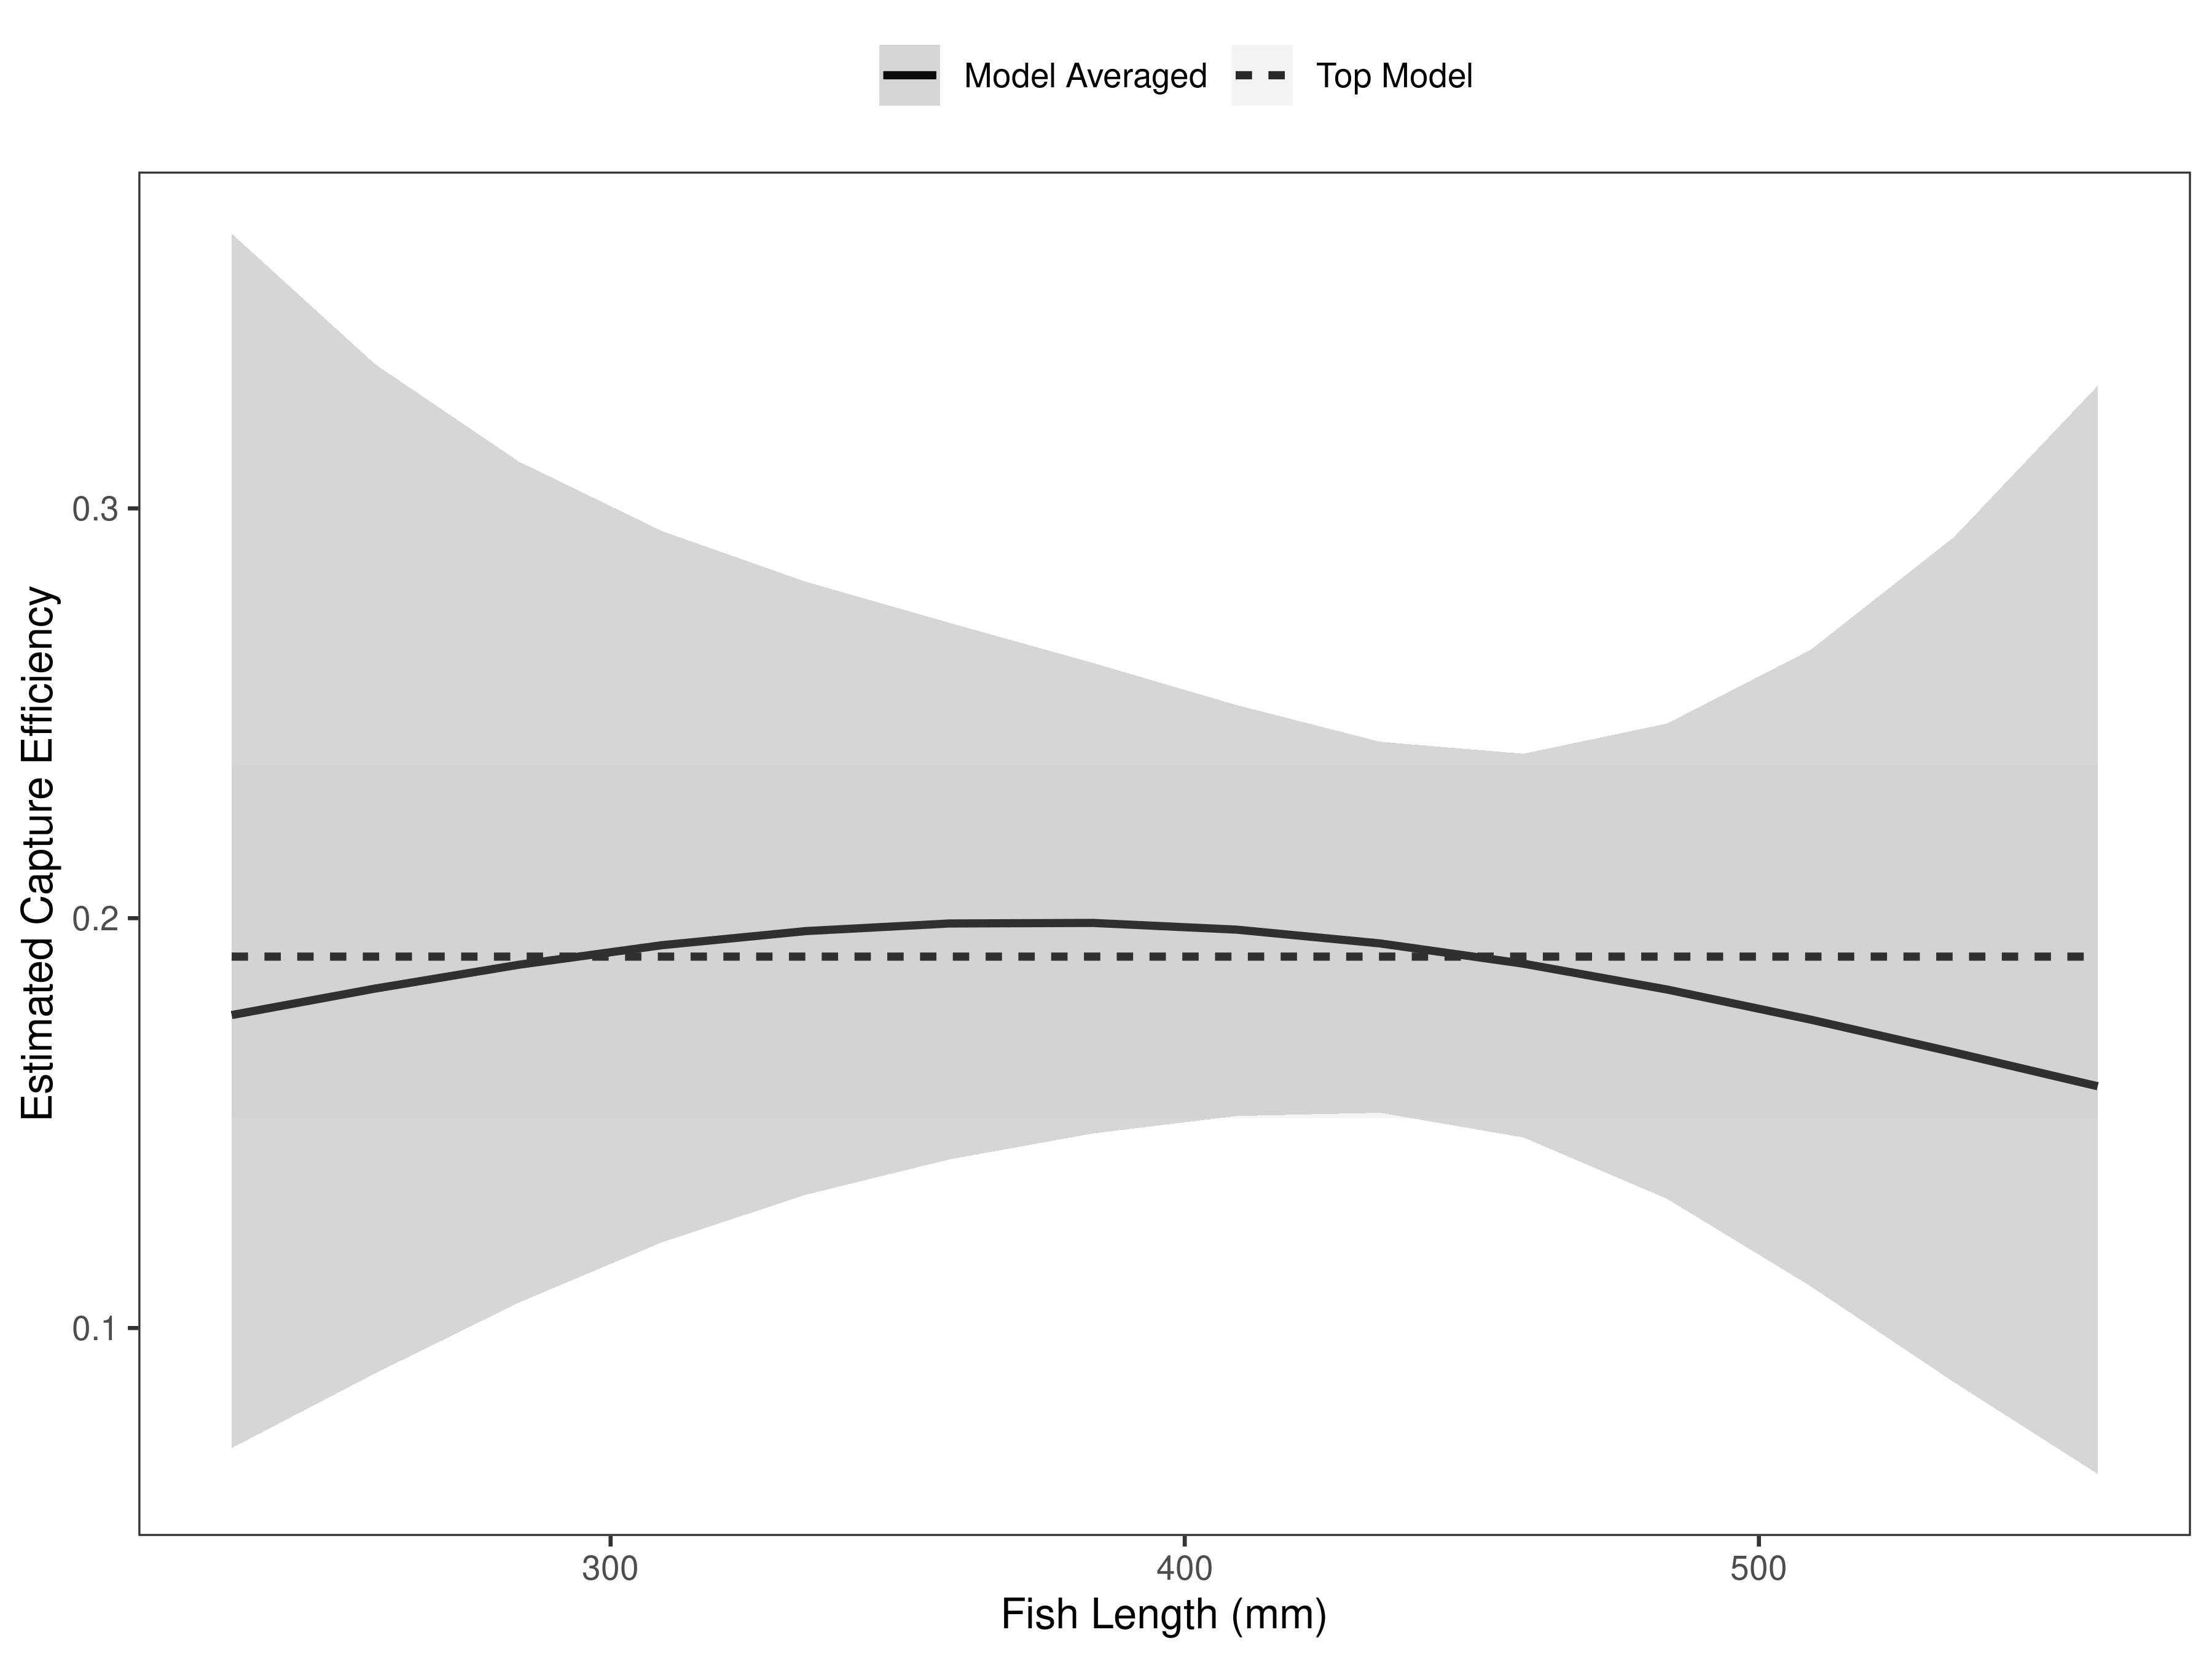 Model Averaged
Top Model
Estimated Capture Efficiency
0.3
0.2
0.1
300
400
500
Fish Length (mm)